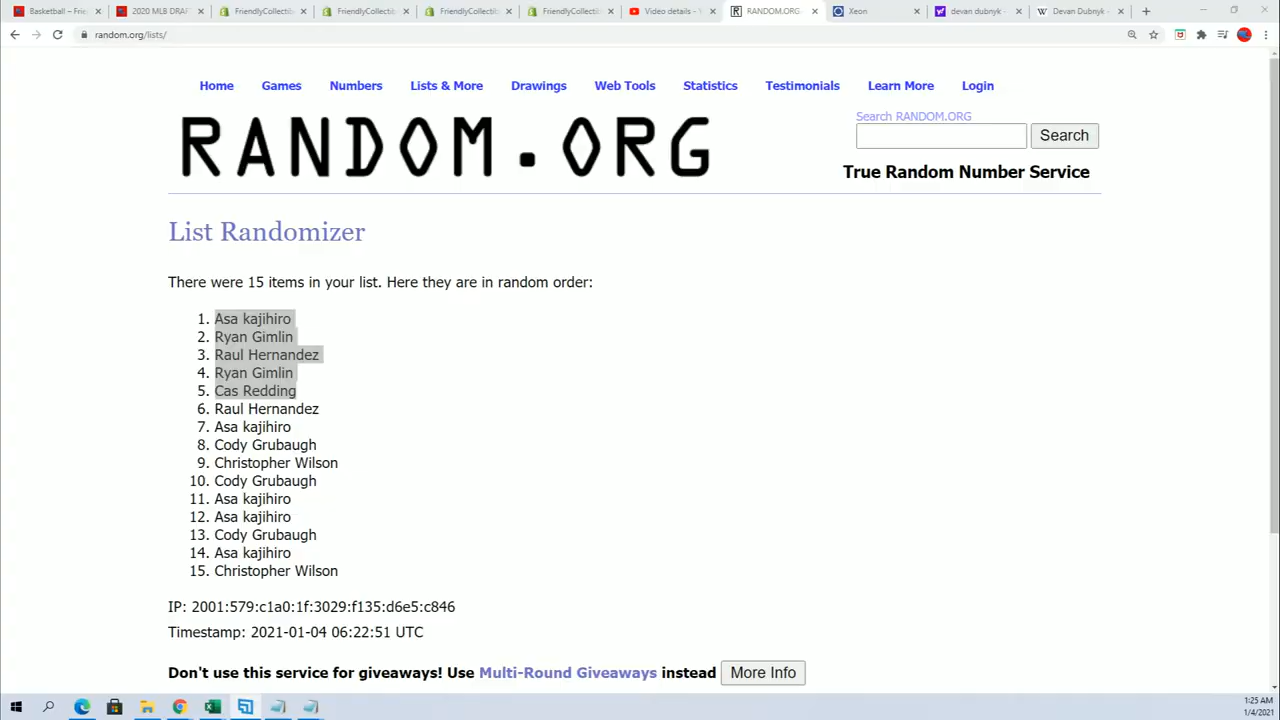 Basketball – Frie
2020 MLB DRAF
FriendlyCollectib
FriendlyCollectib
FriendlyCollectib
FriendlyCollectib
Video details -
RANDOM.ORG
Xeon
devan dubnyk
Devan Dubnyk
random.org/lists/
Home Games Numbers Lists & More Drawings Web Tools Statistics Testimonials Learn More Login
RANDOM.ORG
Search RANDOM.ORG
Search
True Random Number Service
List Randomizer
There were 15 items in your list. Here they are in random order:
1. Asa kajihiro
2. Ryan Gimlin
3. Raul Hernandez
4. Ryan Gimlin
5. Cas Redding
6. Raul Hernandez
7. Asa kajihiro
8. Cody Grubaugh
9. Christopher Wilson
10. Cody Grubaugh
11. Asa kajihiro
12. Asa kajihiro
13. Cody Grubaugh
14. Asa kajihiro
15. Christopher Wilson
IP: 2001:579:c1a0:1f:3029:f135:d6e5:c846
Timestamp: 2021-01-04 06:22:51 UTC
Don't use this service for giveaways! Use Multi-Round Giveaways instead More Info
1:25 AM
1/4/2021